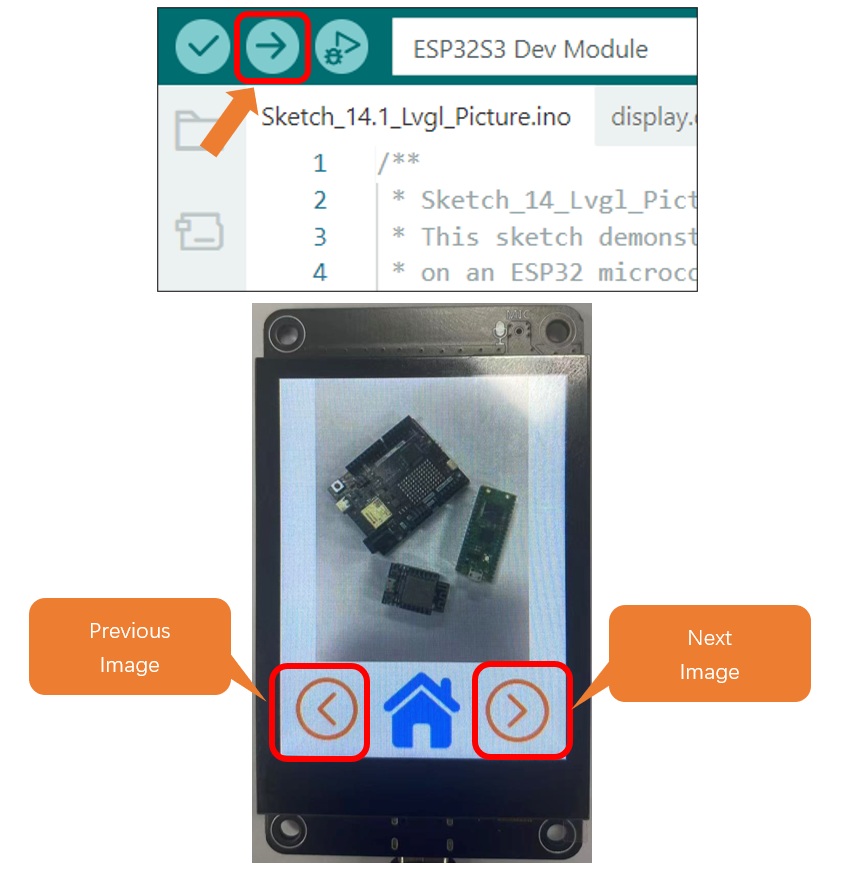 ESP32S3 Dev Module
Sketch_14.1_Lvgl_Picture.ino
display.
1 /**
2 * Sketch_14_Lvgl_Pict
3 * This sketch demonst
4 * on an ESP32 microco
MIC
Previous
Image
Next
Image